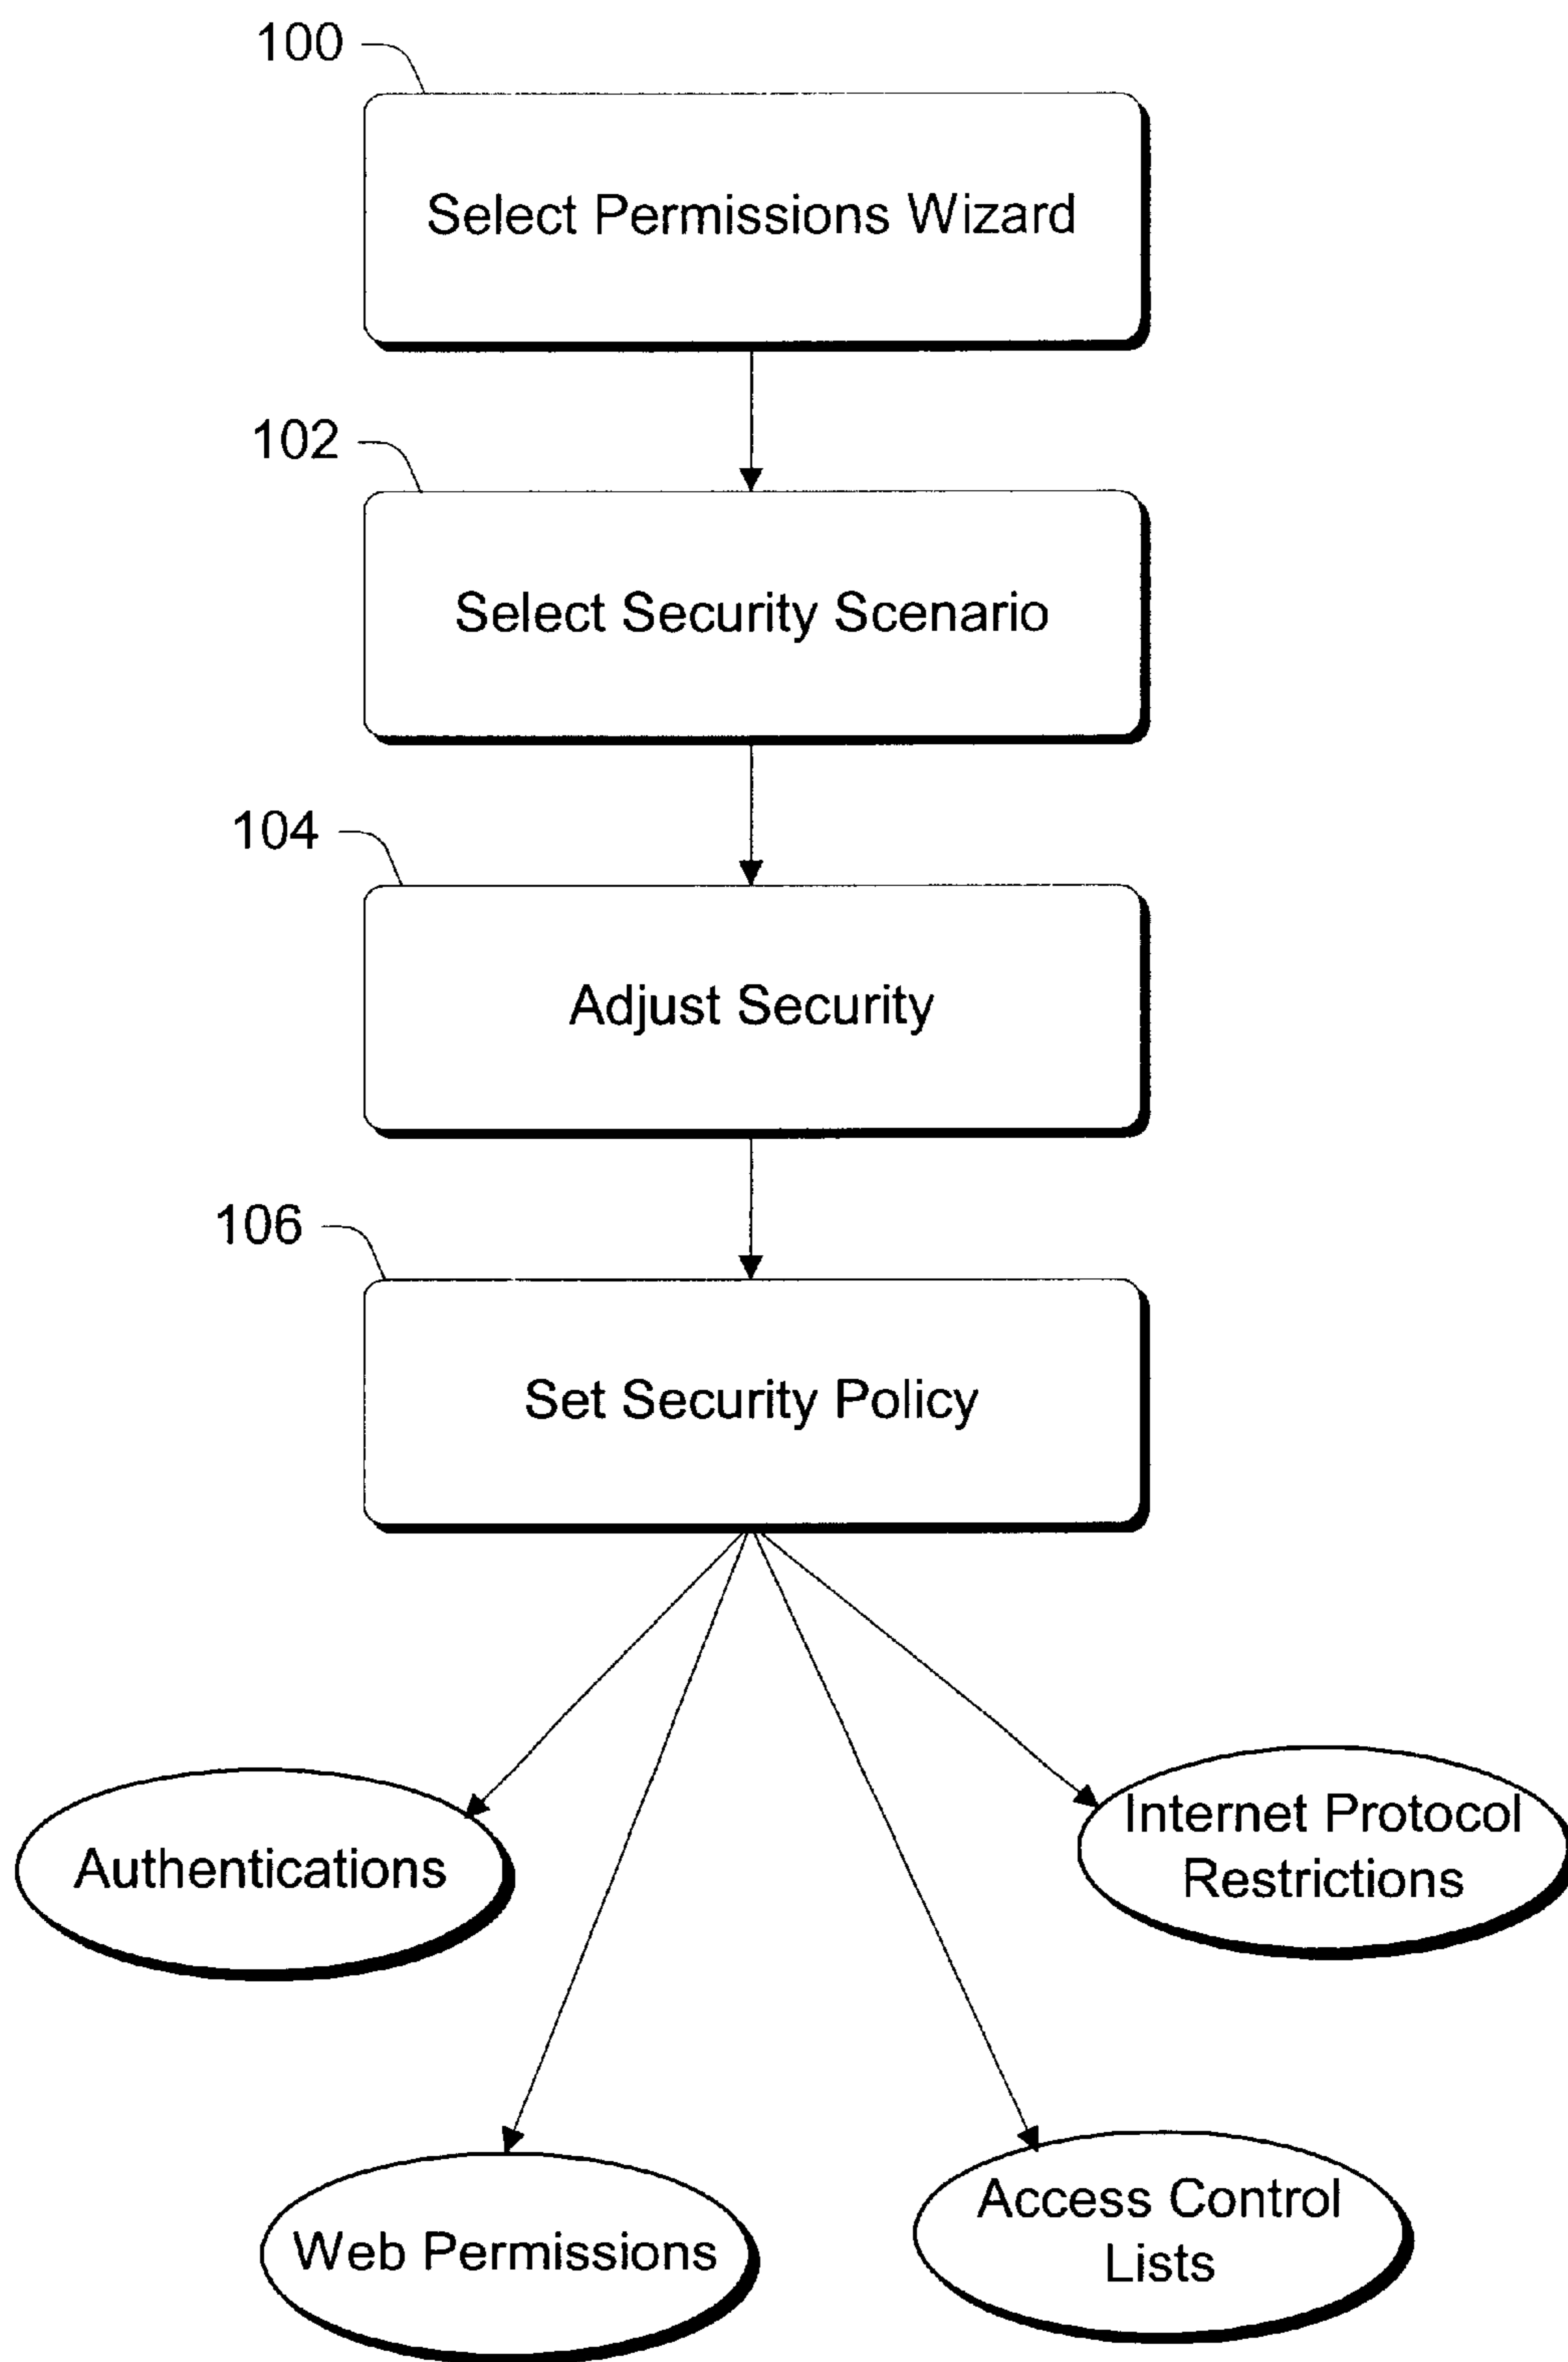 100
Select Permissions Wizard
102
Select Security Scenario
104
Adjust Security
106
Set Security Policy
Authentications
Internet Protocol
Restrictions
Web Permissions
Access Control
Lists